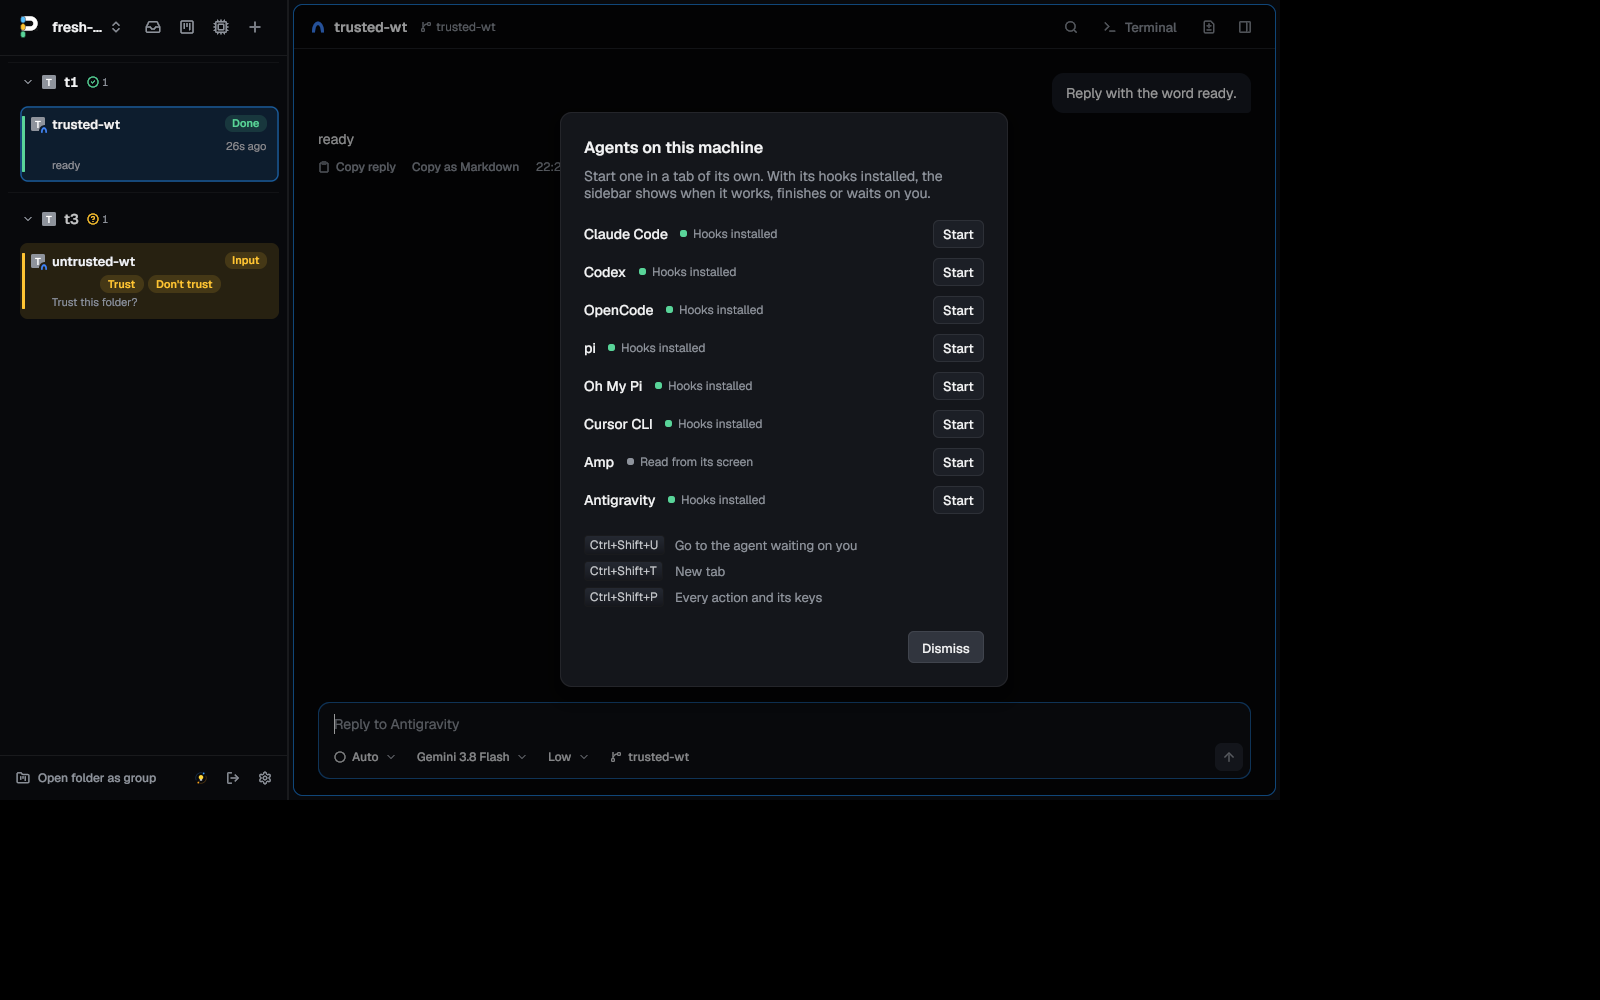 fresh-...
T t1 1
T trusted-wt Done
26s ago
ready
T t3 1
T untrusted-wt Input
Trust Don't trust
Trust this folder?
Open folder as group
trusted-wt trusted-wt
Terminal
Reply with the word ready.
ready
Copy reply Copy as Markdown 22:2
Agents on this machine
Start one in a tab of its own. With its hooks installed, the
sidebar shows when it works, finishes or waits on you.
Claude Code Hooks installed Start
Codex Hooks installed Start
OpenCode Hooks installed Start
pi Hooks installed Start
Oh My Pi Hooks installed Start
Cursor CLI Hooks installed Start
Amp Read from its screen Start
Antigravity Hooks installed Start
Ctrl+Shift+U Go to the agent waiting on you
Ctrl+Shift+T New tab
Ctrl+Shift+P Every action and its keys
Dismiss
Reply to Antigravity
Auto Gemini 3.8 Flash Low trusted-wt